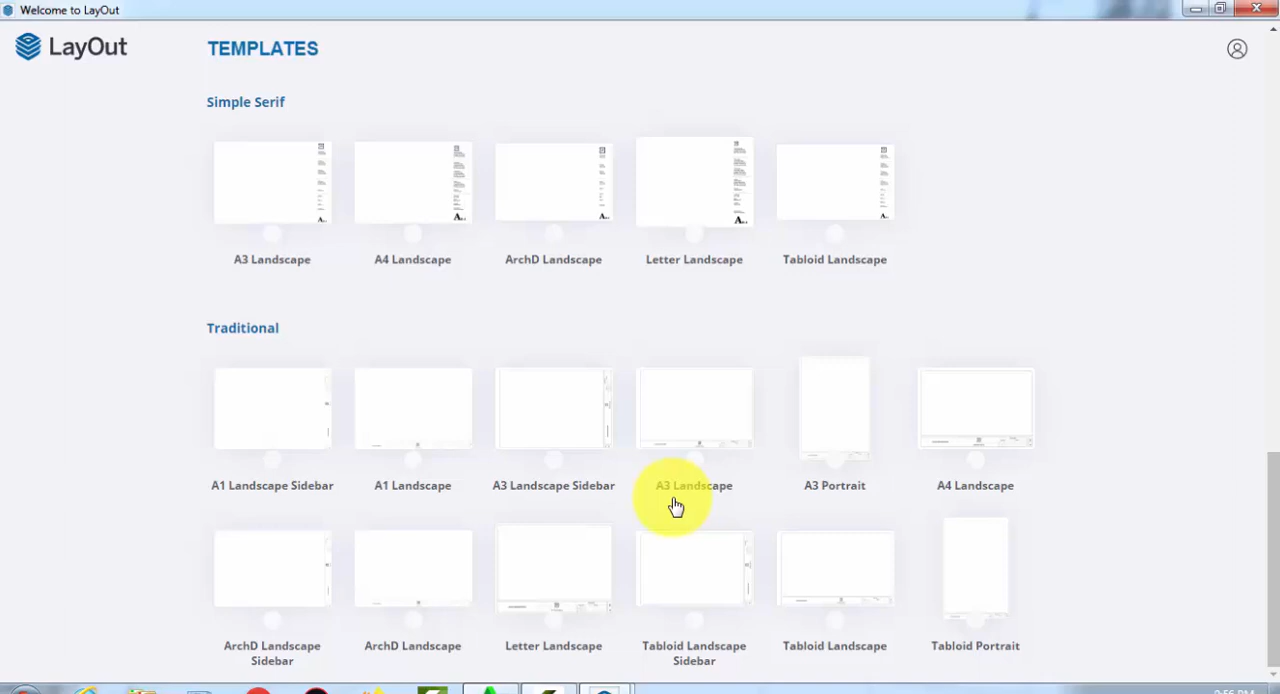 Welcome to LayOut
LayOut
TEMPLATES
Simple Serif
A3 Landscape
A4 Landscape
ArchD Landscape
Letter Landscape
Tabloid Landscape
Traditional
A1 Landscape Sidebar
A1 Landscape
A3 Landscape Sidebar
A3 Landscape
A3 Portrait
A4 Landscape
ArchD Landscape
Sidebar
ArchD Landscape
Letter Landscape
Tabloid Landscape
Sidebar
Tabloid Landscape
Tabloid Portrait